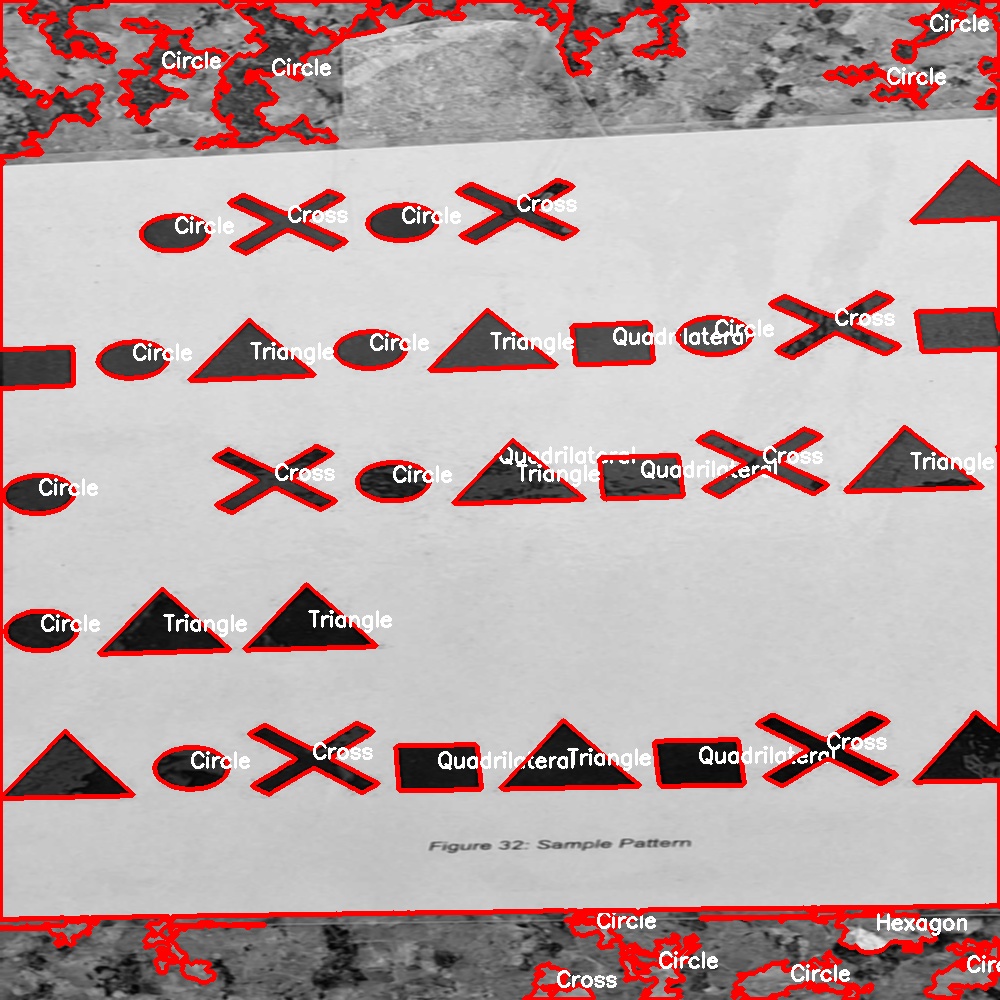 Circle
Circle Circle
Circle
Circle Cross Circle Cross
Circle Triangle Circle Triangle Quadrilateral Circle Cross
Circle Cross Circle Quadrilateral Triangle Quadrilateral Cross Triangle
Circle Triangle Triangle
Circle Cross Quadrilateral Triangle Quadrilateral Cross
Figure 32: Sample Pattern
Circle Hexagon
Circle
Cross Circle